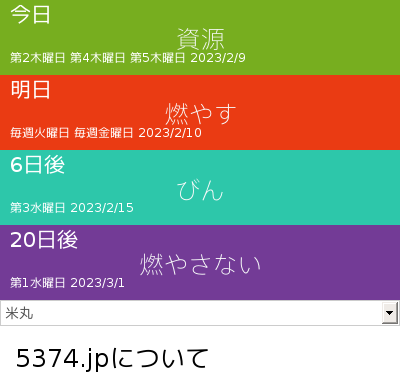 今日
資源
第2木曜日 第4木曜日 第5木曜日 2023/2/9
明日
燃やす
毎週火曜日 毎週金曜日 2023/2/10
6日後
びん
第3水曜日 2023/2/15
20日後
燃やさない
第1水曜日 2023/3/1
米丸
5374.jpについて